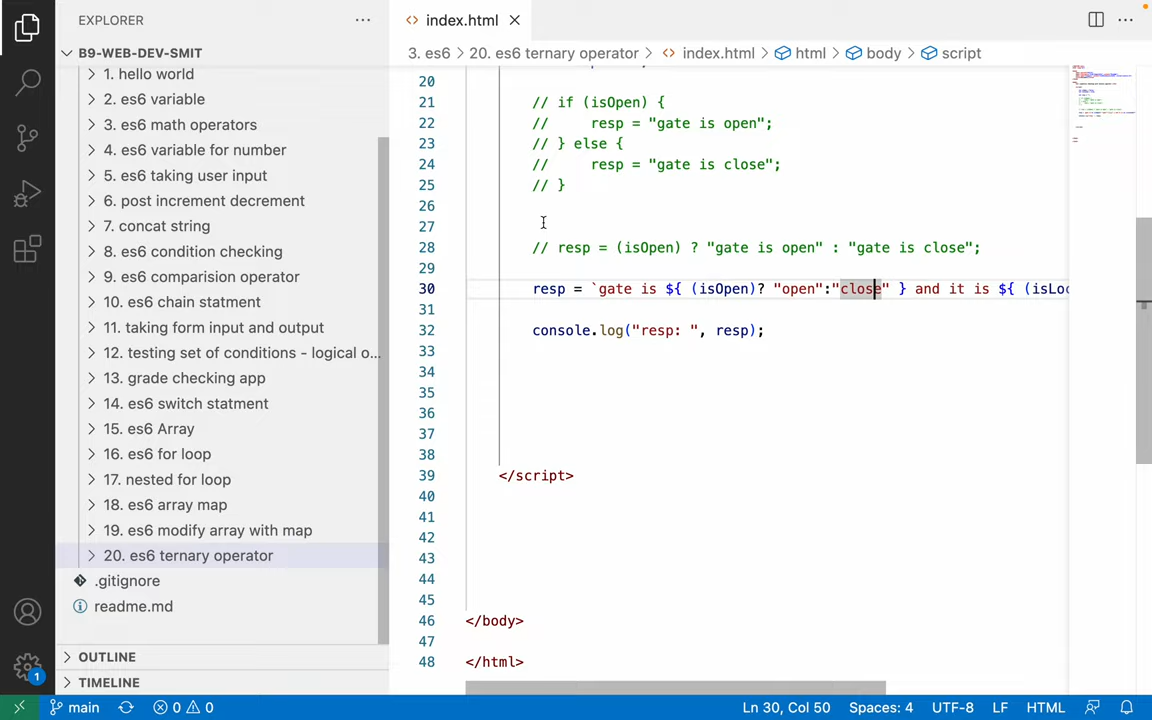 EXPLORER
index.html
B9-WEB-DEV-SMIT
3. es6 > 20. es6 ternary operator > index.html > html > body > script
1. hello world
2. es6 variable
3. es6 math operators
4. es6 variable for number
5. es6 taking user input
6. post increment decrement
7. concat string
8. es6 condition checking
9. es6 comparision operator
10. es6 chain statment
11. taking form input and output
12. testing set of conditions - logical o...
13. grade checking app
14. es6 switch statment
15. es6 Array
16. es6 for loop
17. nested for loop
18. es6 array map
19. es6 modify array with map
20. es6 ternary operator
.gitignore
readme.md
OUTLINE
TIMELINE
20
21 // if (isOpen) {
22 //     resp = "gate is open";
23 // } else {
24 //     resp = "gate is close";
25 // }
26
27
28 // resp = (isOpen) ? "gate is open" : "gate is close";
29
30 resp = `gate is ${ (isOpen)? "open":"close" } and it is ${ (isLoc
31
32 console.log("resp: ", resp);
33
34
35
36
37
38
39 </script>
40
41
42
43
44
45
46 </body>
47
48 </html>
1
main
0
0
Ln 30, Col 50
Spaces: 4
UTF-8
LF
HTML